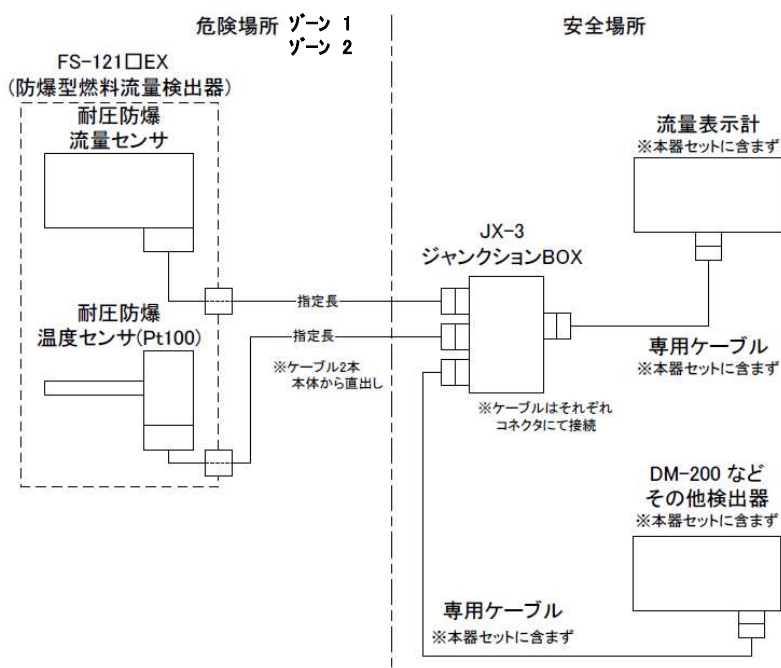 危険場所 ゾーン 1
ゾーン 2
安全場所
FS-121□EX
(防爆型燃料流量検出器)
耐圧防爆
流量センサ
耐圧防爆
温度センサ(Pt100)
指定長
指定長
※ケーブル2本
本体から直出し
JX-3
ジャンクションBOX
※ケーブルはそれぞれ
コネクタにて接続
流量表示計
※本器セットに含まず
専用ケーブル
※本器セットに含まず
DM-200 など
その他検出器
※本器セットに含まず
専用ケーブル
※本器セットに含まず